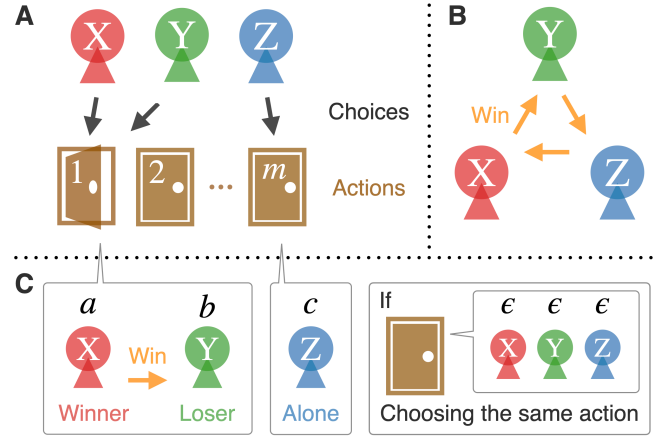 A
X Y Z
Choices
1 2 ... m
Actions
B
Y
Win
X Z
C
a b
X Win Y
Winner Loser
c
Z
Alone
If
ϵ ϵ ϵ
X Y Z
Choosing the same action